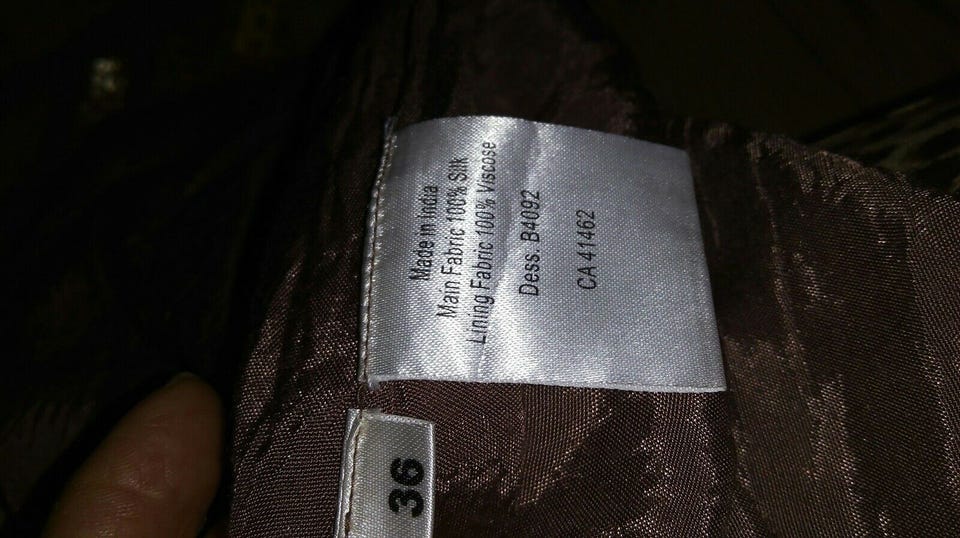 Made in India
Main Fabric 100% Silk
Lining Fabric 100% Viscose
Dess. B4092
CA 41462
36